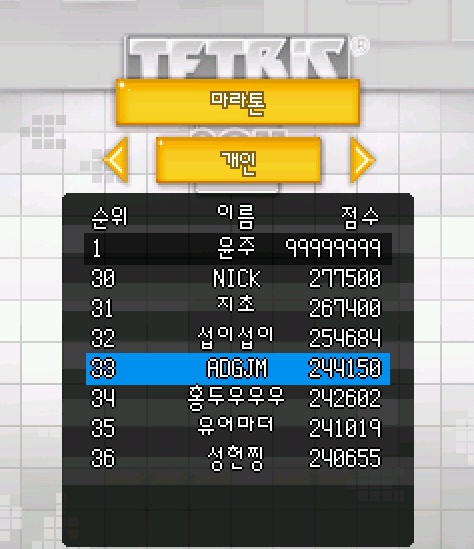 TETRIS®
마라톤
개인
순위 이름 점수
1 윤주 99999999
30 NICK 277500
31 지초 267400
32 섭이섭이 254684
33 ADGJM 244150
34 홍두우우우 242602
35 유어마더 241019
36 성헌찡 240655